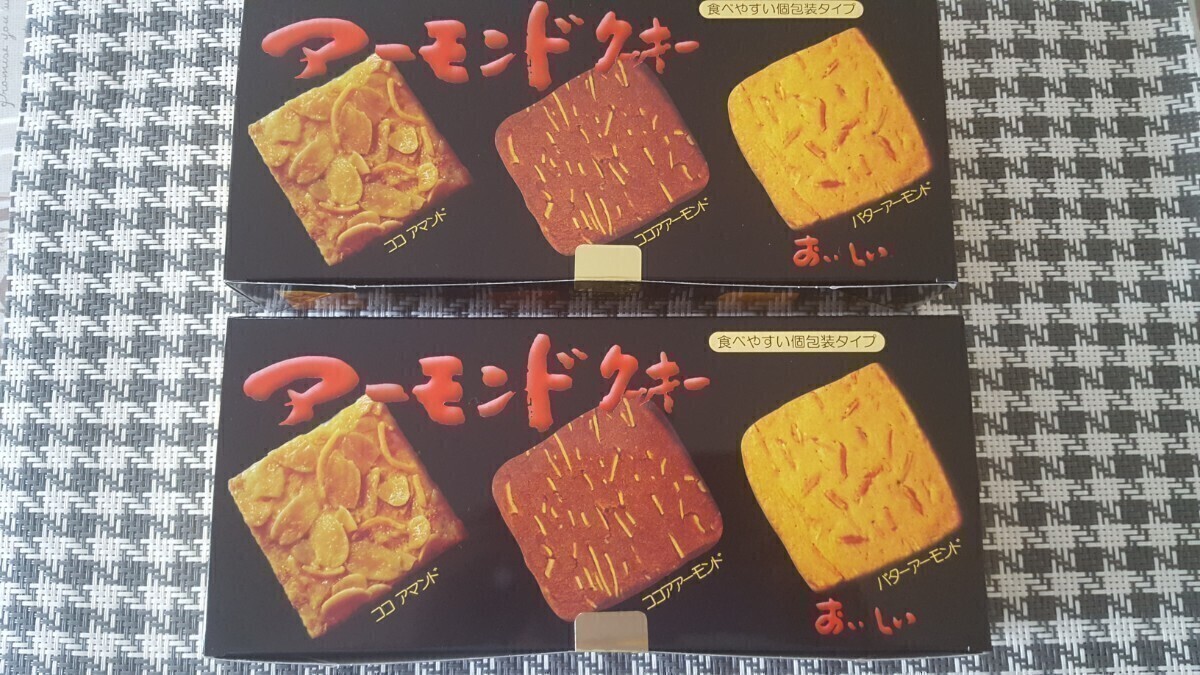 アーモンドクッキー
食べやすい個包装タイプ
ココ アマンド
ココアアーモンド
バターアーモンド
おいしい
アーモンドクッキー
食べやすい個包装タイプ
ココ アマンド
ココアアーモンド
バターアーモンド
おいしい